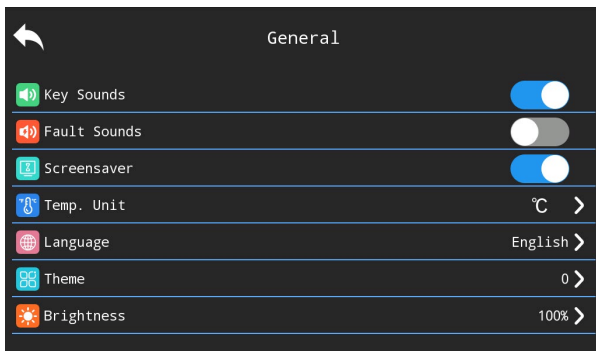 General
Key Sounds
Fault Sounds
Screensaver
Temp. Unit ℃
Language English
Theme 0
Brightness 100%